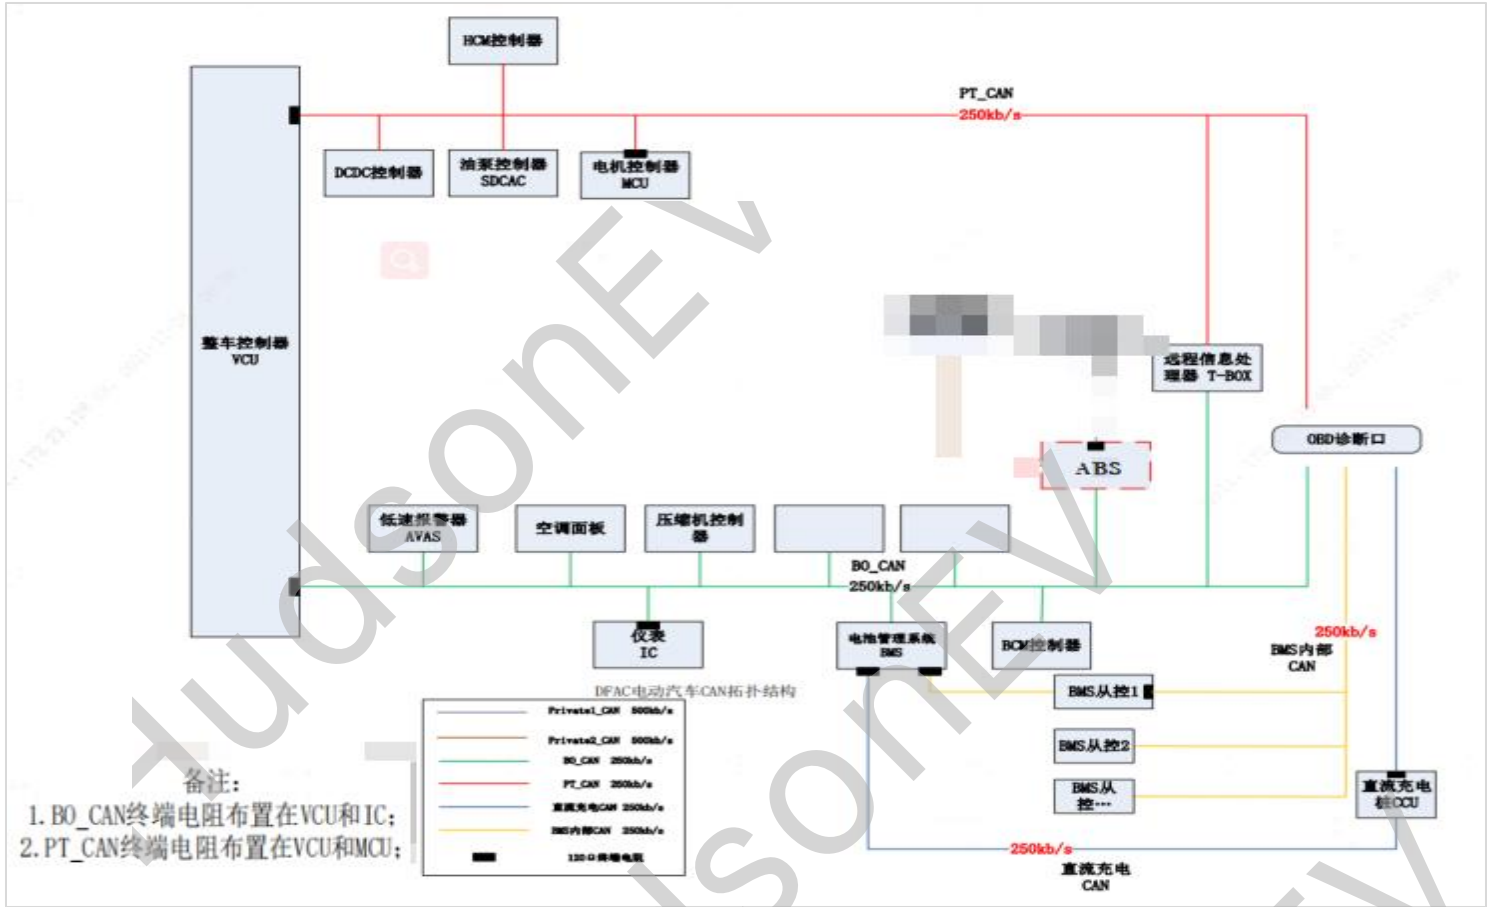 HCM控制器
PT_CAN
250kb/s
DCDC控制器
油泵控制器
SDCAC
电机控制器
MCU
整车控制器
VCU
远程信息处
理器 T-BOX
OBD诊断口
ABS
低速报警器
AVAS
空调面板
压缩机控制
器
BO_CAN
250kb/s
仪表
IC
电池管理系统
BMS
BCM控制器
250kb/s
BMS内部
CAN
BMS从控1
BMS从控2
BMS从
控…
直流充电
桩CCU
250kb/s
直流充电
CAN
DFAC电动汽车CAN拓扑结构
Private1_CAN 500kb/s
Private2_CAN 500kb/s
BO_CAN 250kb/s
PT_CAN 250kb/s
直流充电CAN 250kb/s
BMS内部CAN 250kb/s
120Ω终端电阻
备注：
1.BO_CAN终端电阻布置在VCU和IC；
2.PT_CAN终端电阻布置在VCU和MCU；
HudsonEV
HudsonEV